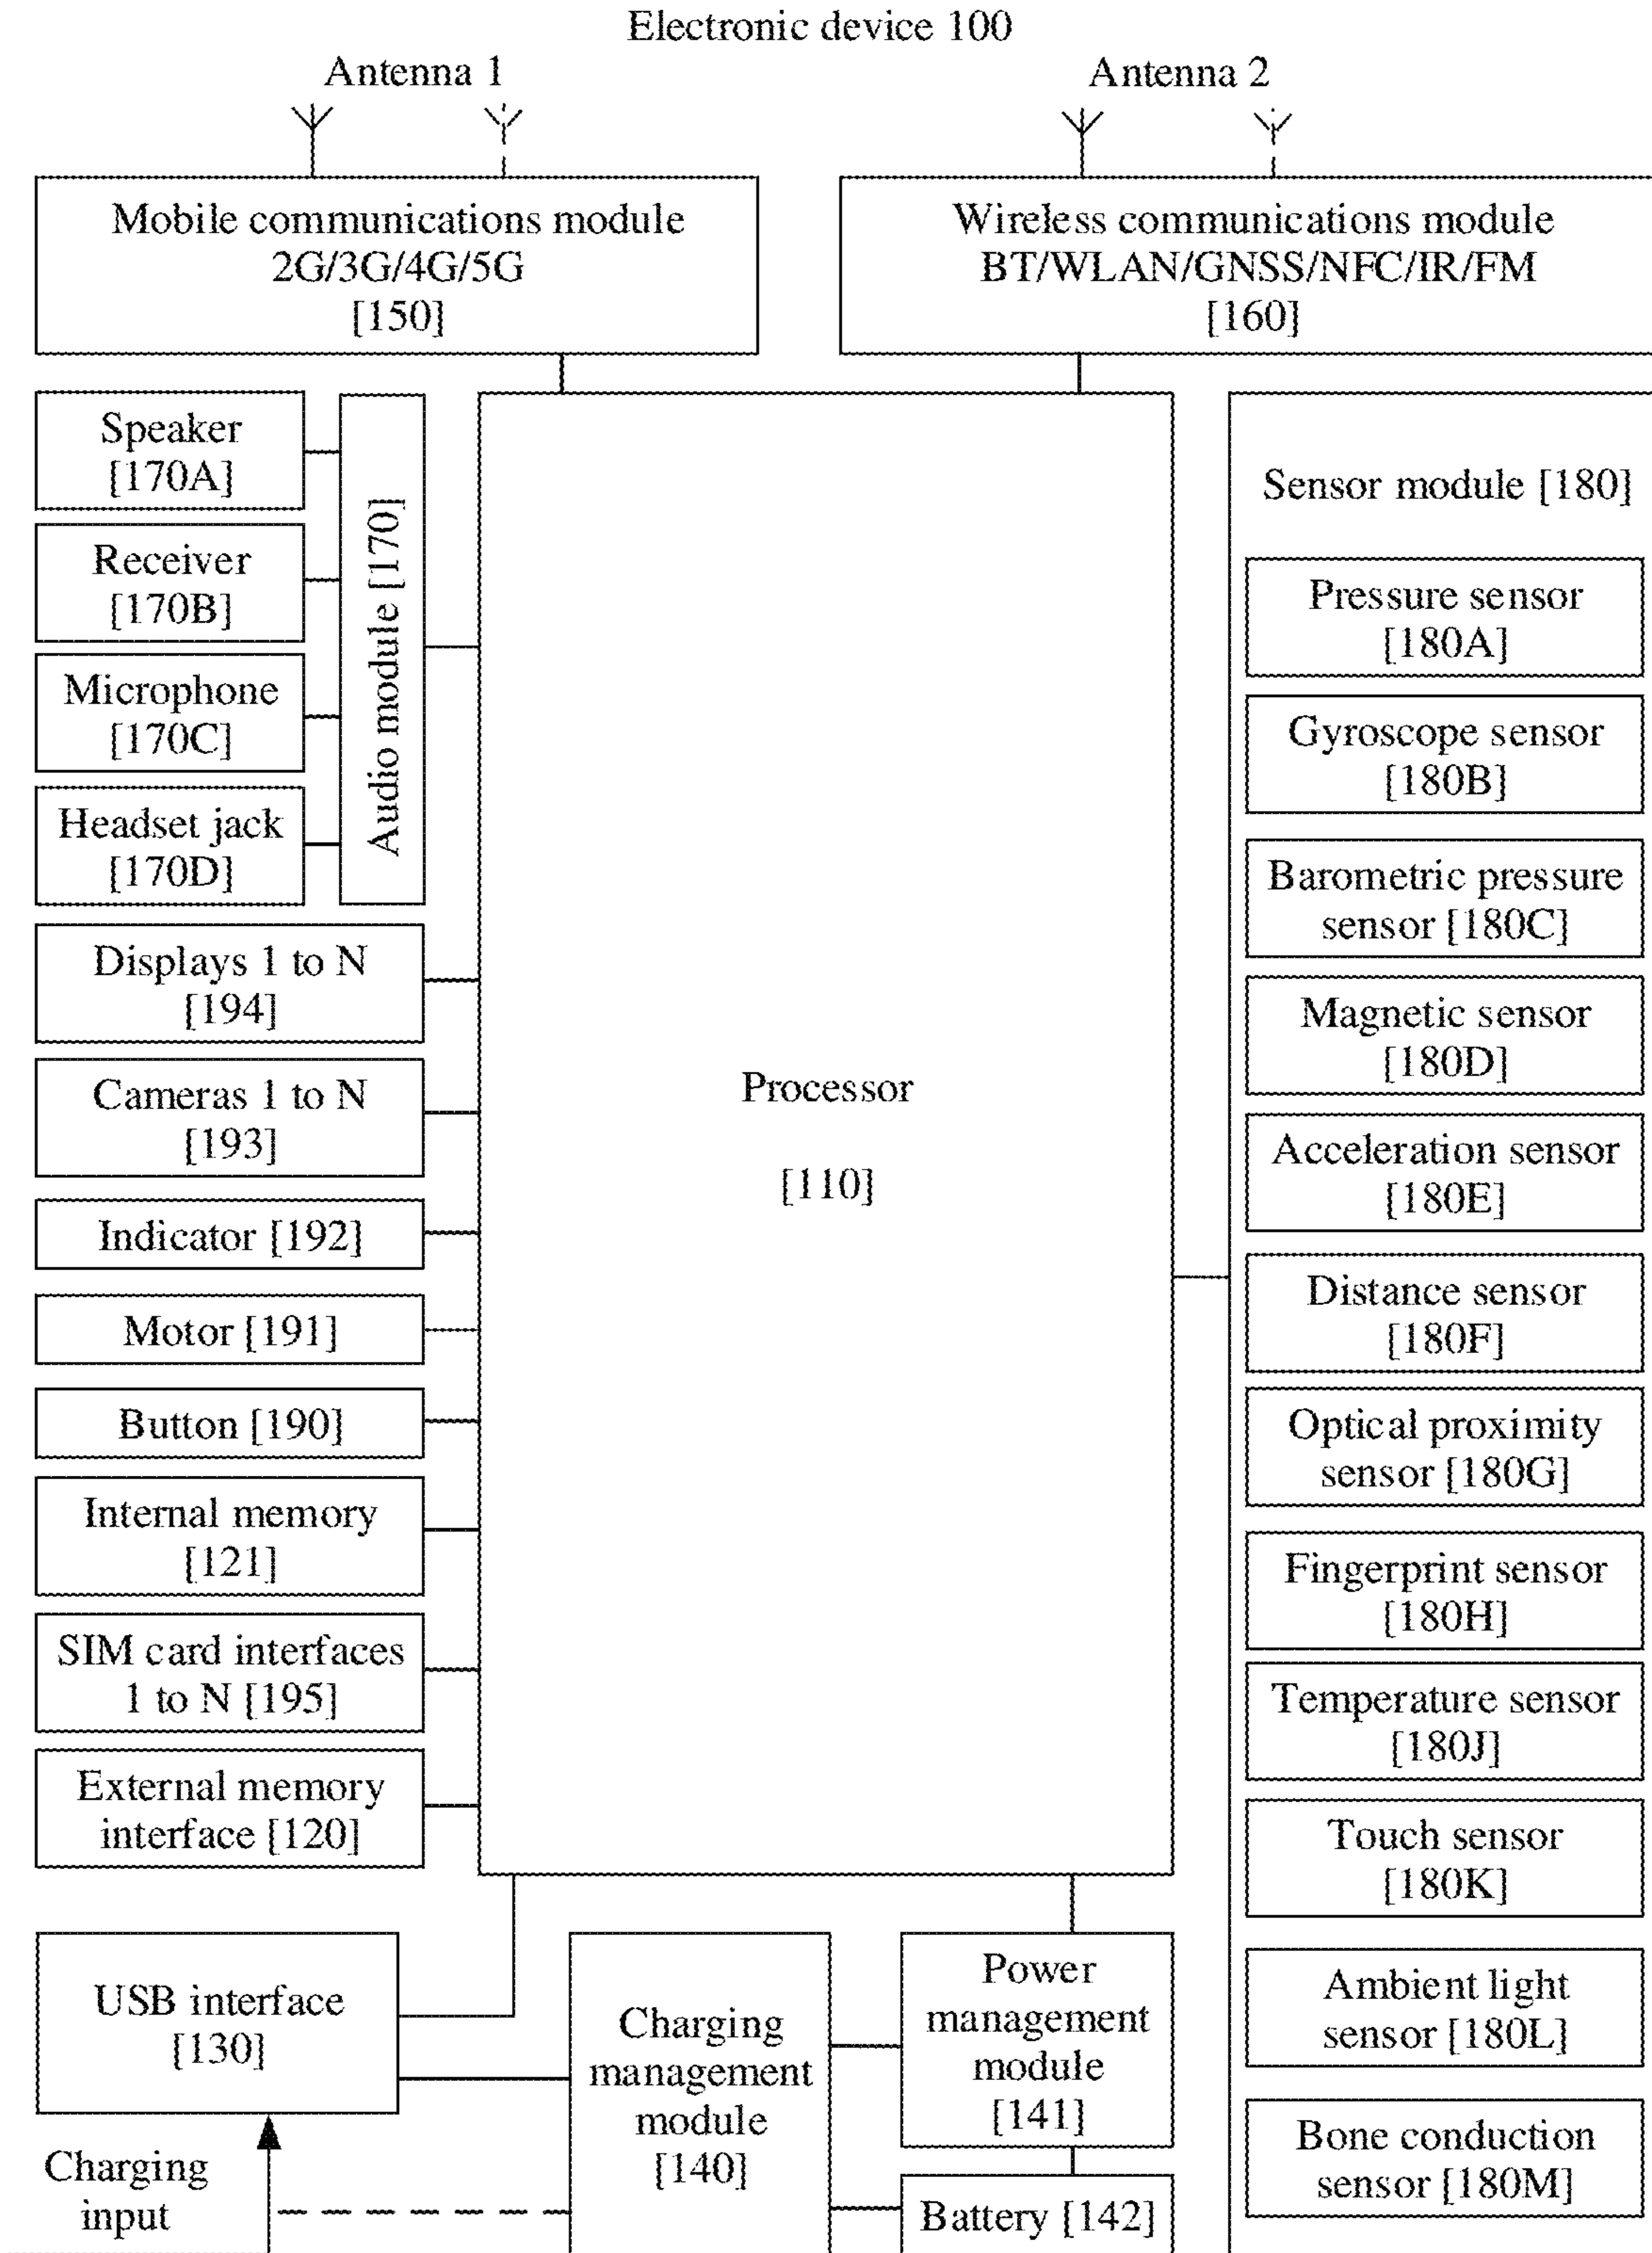 Electronic device 100
Antenna 1
Antenna 2
Mobile communications module
2G/3G/4G/5G
[150]
Wireless communications module
BT/WLAN/GNSS/NFC/IR/FM
[160]
Speaker
[170A]
Receiver
[170B]
Microphone
[170C]
Headset jack
[170D]
Audio module [170]
Displays 1 to N
[194]
Cameras 1 to N
[193]
Indicator [192]
Motor [191]
Button [190]
Internal memory
[121]
SIM card interfaces
1 to N [195]
External memory
interface [120]
Processor
[110]
Sensor module [180]
Pressure sensor
[180A]
Gyroscope sensor
[180B]
Barometric pressure
sensor [180C]
Magnetic sensor
[180D]
Acceleration sensor
[180E]
Distance sensor
[180F]
Optical proximity
sensor [180G]
Fingerprint sensor
[180H]
Temperature sensor
[180J]
Touch sensor
[180K]
Ambient light
sensor [180L]
Bone conduction
sensor [180M]
USB interface
[130]
Charging
input
Charging
management
module
[140]
Power
management
module
[141]
Battery [142]